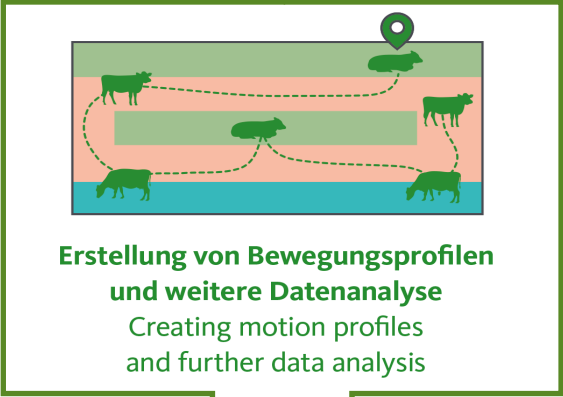 Erstellung von Bewegungsprofilen
und weitere Datenanalyse
Creating motion profiles
and further data analysis